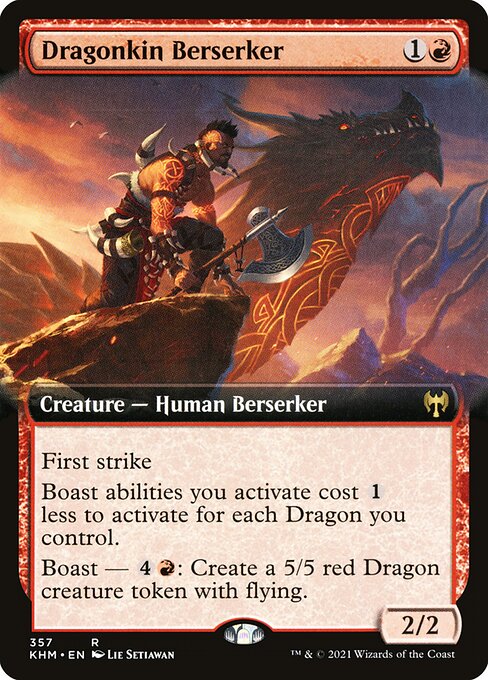 Dragonkin Berserker 1
Creature — Human Berserker
First strike
Boast abilities you activate cost 1
less to activate for each Dragon you
control.
Boast — 4 : Create a 5/5 red Dragon
creature token with flying.
2/2
357 R
KHM • EN Lie Setiawan
™ & © 2021 Wizards of the Coast